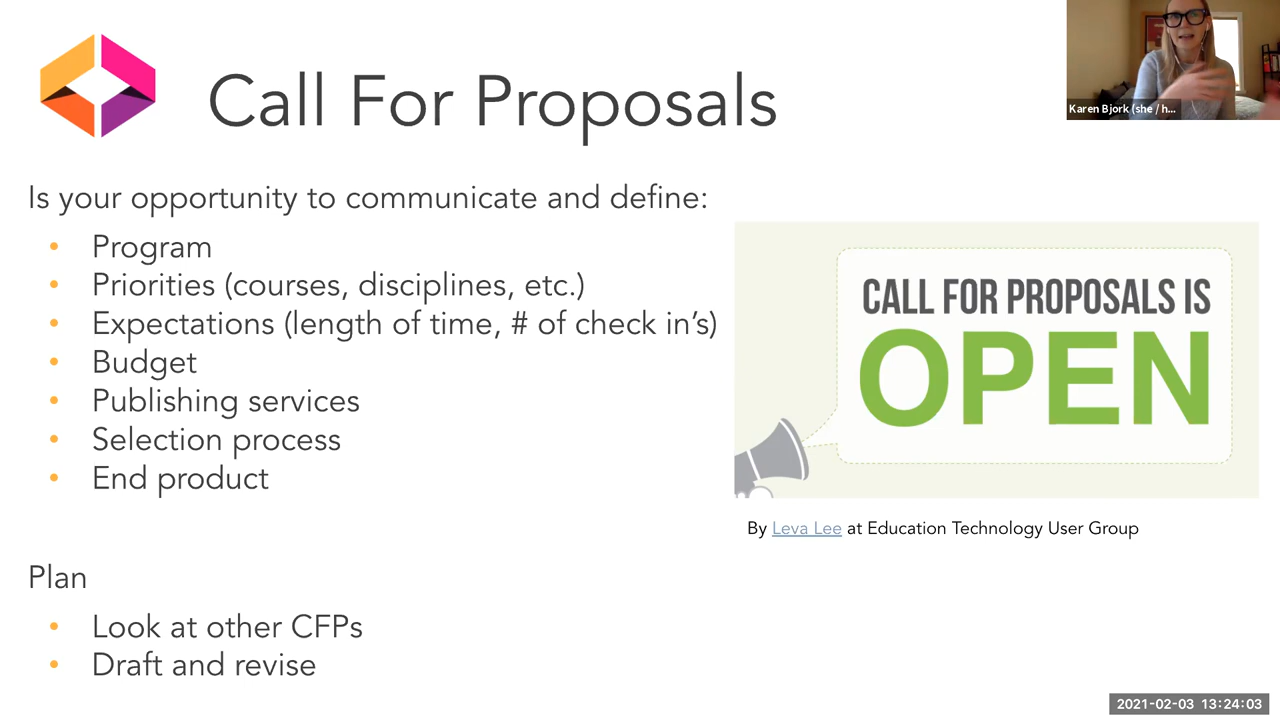 Call For Proposals
Karen Bjork (she / h...
Is your opportunity to communicate and define:
• Program
• Priorities (courses, disciplines, etc.)
• Expectations (length of time, # of check in’s)
• Budget
• Publishing services
• Selection process
• End product
CALL FOR PROPOSALS IS
OPEN
By Leva Lee at Education Technology User Group
Plan
• Look at other CFPs
• Draft and revise
2021-02-03 13:24:03